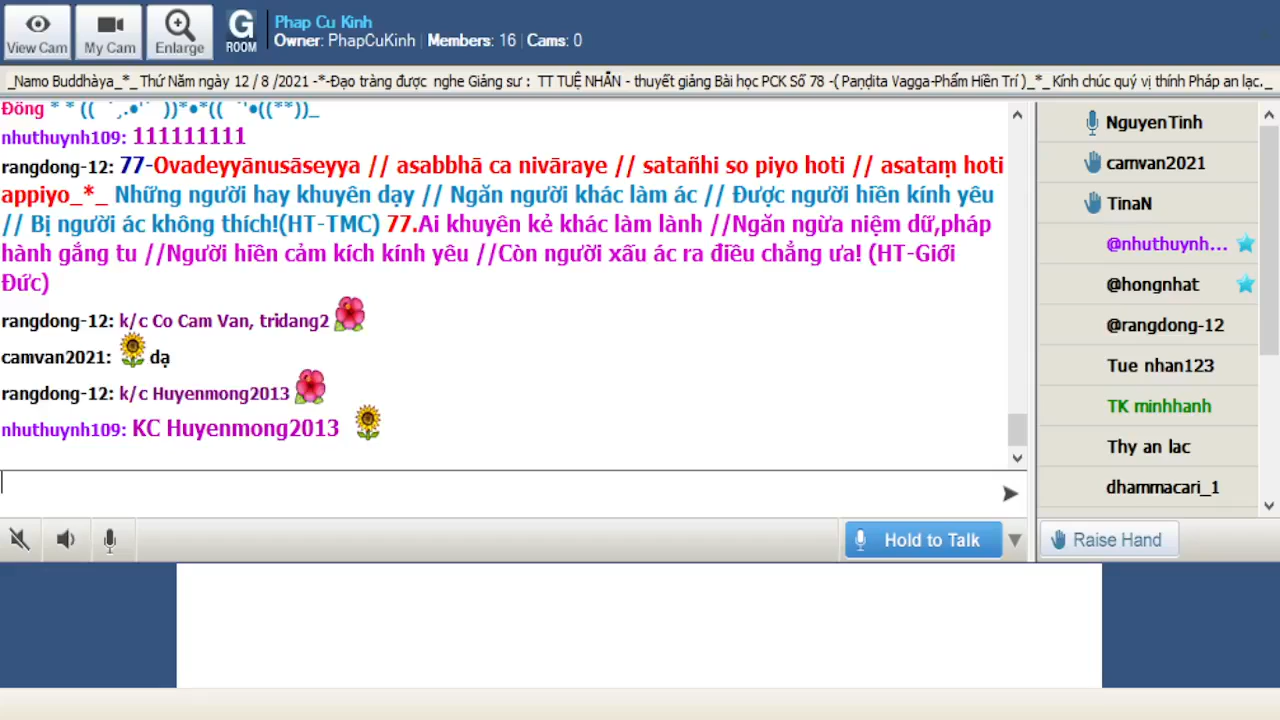 View Cam
My Cam
Enlarge
G
ROOM
Phap Cu Kinh
Owner: PhapCuKinh | Members: 16 | Cams: 0
_Namo Buddhàya_*_ Thứ Năm ngày 12 / 8 /2021 -*-Đạo tràng được nghe Giảng sư : TT TUỆ NHẪN - thuyết giảng Bài học PCK Số 78 -( Paṇḍita Vagga-Phẩm Hiền Trí )_*_ Kính chúc quý vị thính Pháp an lạc._
nhuthuynh109: 111111111
rangdong-12: 77-Ovadeyyānusāseyya // asabbhā ca nivāraye // satañhi so piyo hoti // asataṃ hoti
appiyo_*_ Những người hay khuyên dạy // Ngăn người khác làm ác // Được người hiền kính yêu
// Bị người ác không thích!(HT-TMC) 77.Ai khuyên kẻ khác làm lành //Ngăn ngừa niệm dữ,pháp
hành gắng tu //Người hiền cảm kích kính yêu //Còn người xấu ác ra điều chẳng ưa! (HT-Giới
Đức)
rangdong-12: k/c Co Cam Van, tridang2
camvan2021: dạ
rangdong-12: k/c Huyenmong2013
nhuthuynh109: KC Huyenmong2013
NguyenTinh
camvan2021
TinaN
@nhuthuynh...
@hongnhat
@rangdong-12
Tue nhan123
TK minhhanh
Thy an lac
dhammacari_1
Hold to Talk
Raise Hand